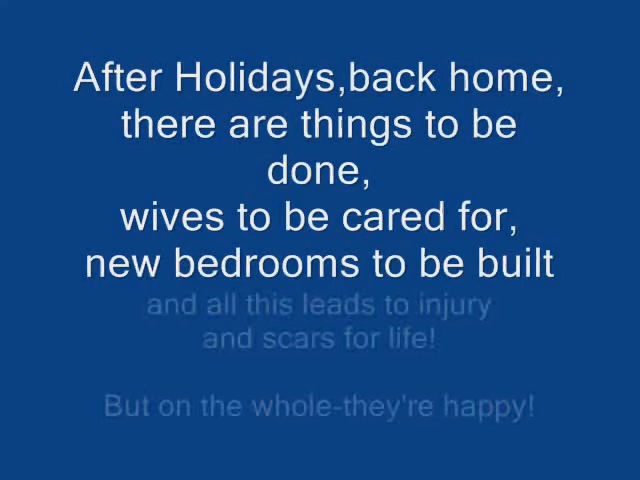 After Holidays,back home,
there are things to be
done,
wives to be cared for,
new bedrooms to be built
and all this leads to injury
and scars for life!
But on the whole-they're happy!